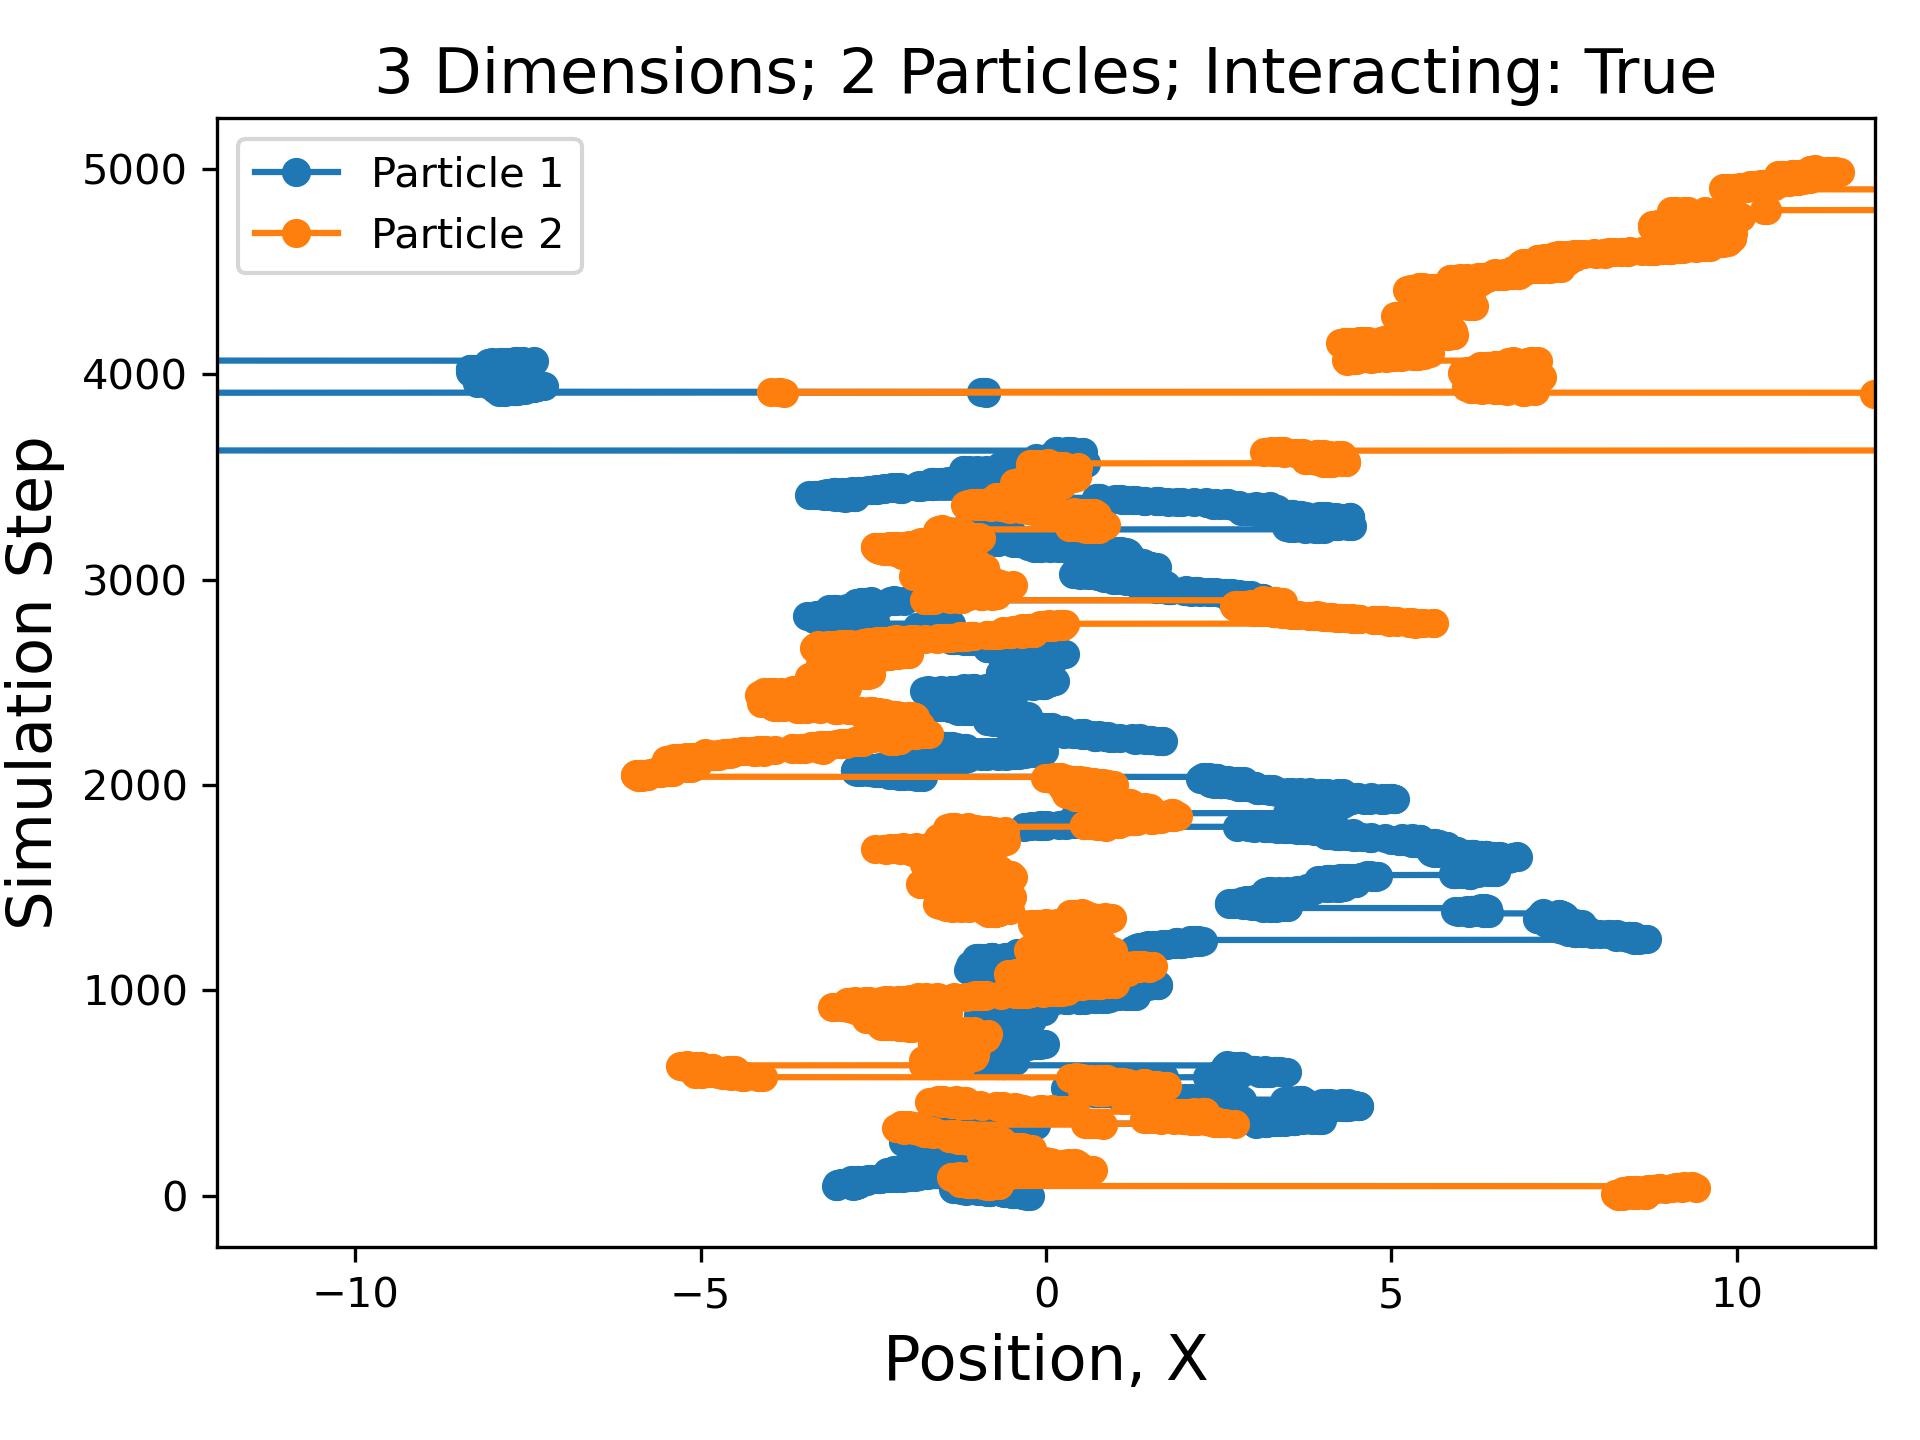 3 Dimensions; 2 Particles; Interacting: True
Particle 1
Particle 2
5000
4000
3000
2000
1000
0
Simulation Step
−10
−5
0
5
10
Position, X